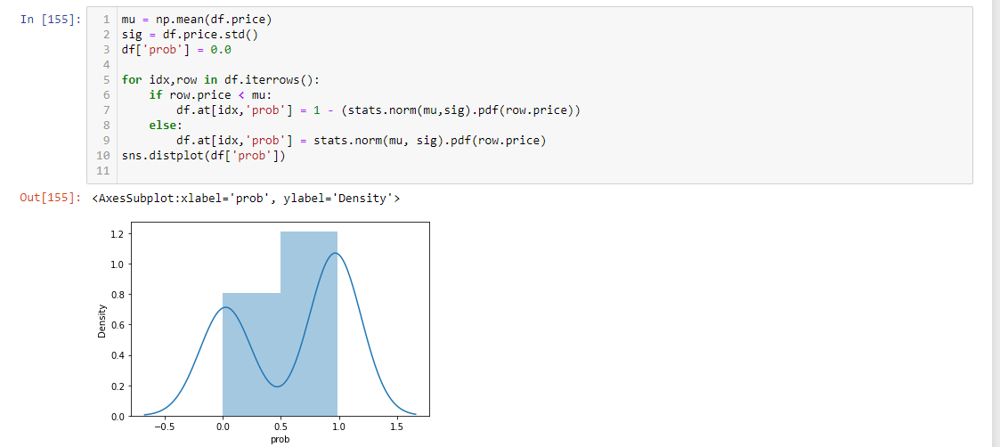 In [155]:
1 mu = np.mean(df.price)
2 sig = df.price.std()
3 df['prob'] = 0.0
4
5 for idx,row in df.iterrows():
6     if row.price < mu:
7         df.at[idx,'prob'] = 1 - (stats.norm(mu,sig).pdf(row.price))
8     else:
9         df.at[idx,'prob'] = stats.norm(mu, sig).pdf(row.price)
10 sns.distplot(df['prob'])
11
Out[155]: <AxesSubplot:xlabel='prob', ylabel='Density'>
1.2
1.0
0.8
0.6
0.4
0.2
0.0
Density
−0.5 0.0 0.5 1.0 1.5
prob